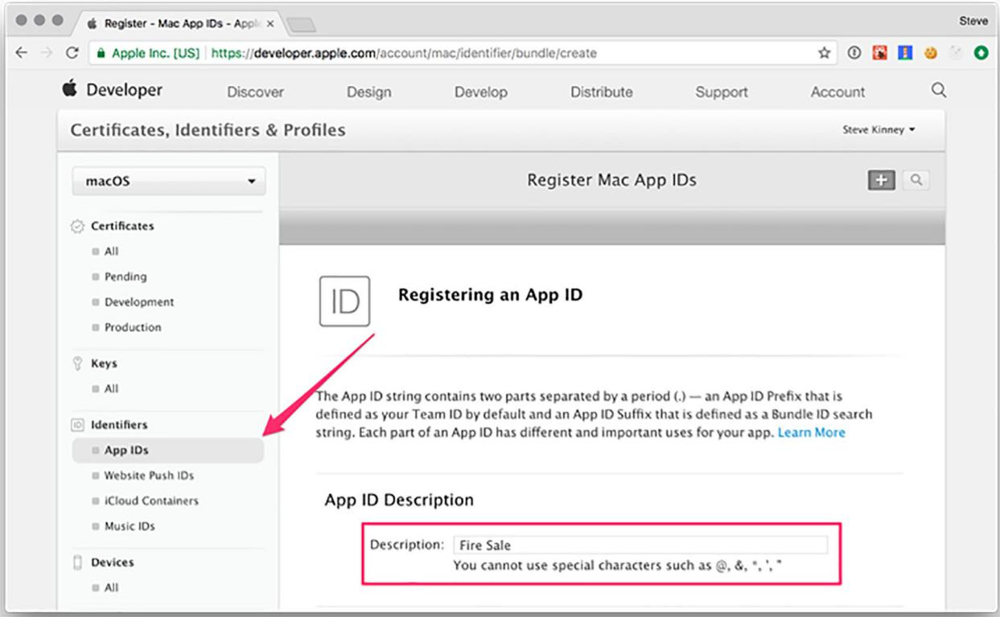 Register - Mac App IDs - Apple
Steve
Apple Inc. [US] https://developer.apple.com/account/mac/identifier/bundle/create
Developer Discover Design Develop Distribute Support Account
Certificates, Identifiers & Profiles
Steve Kinney
macOS
Register Mac App IDs
Certificates
All
Pending
Development
Production
Keys
All
ID Identifiers
App IDs
Website Push IDs
iCloud Containers
Music IDs
Devices
All
ID
Registering an App ID
The App ID string contains two parts separated by a period (.) — an App ID Prefix that is
defined as your Team ID by default and an App ID Suffix that is defined as a Bundle ID search
string. Each part of an App ID has different and important uses for your app. Learn More
App ID Description
Description: Fire Sale
You cannot use special characters such as @, &, *, ', "